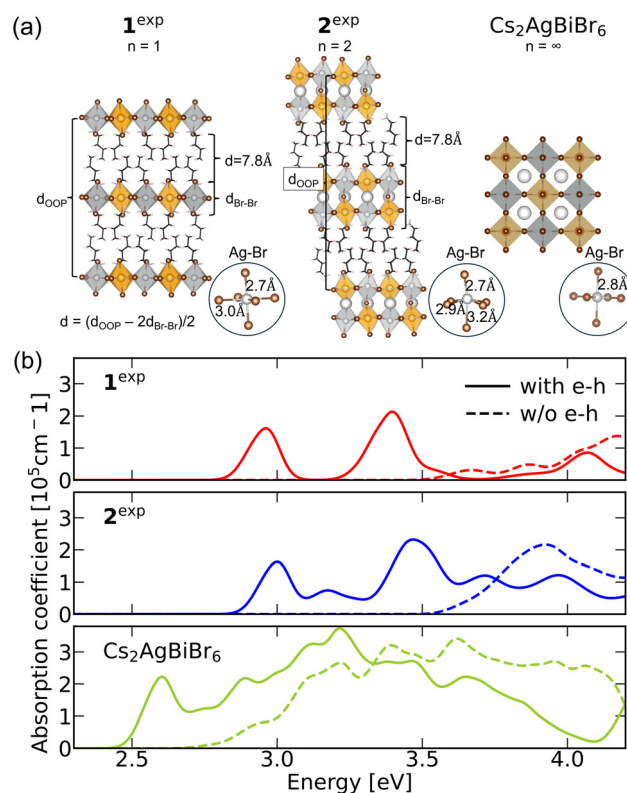 (a)
1exp
n = 1
2exp
n = 2
Cs2AgBiBr6
n = ∞
dOOP
d=7.8Å
dBr-Br
d=7.8Å
dOOP
dBr-Br
Ag-Br
2.7Å
3.0Å
Ag-Br
2.7Å
2.9Å
3.2Å
Ag-Br
2.8Å
d = (dOOP − 2dBr-Br)/2
(b)
1exp
with e-h
w/o e-h
3
2
1
0
2exp
3
2
1
0
Cs2AgBiBr6
3
2
1
0
Absorption coefficient [10^5cm−1]
2.5
3.0
3.5
4.0
Energy [eV]